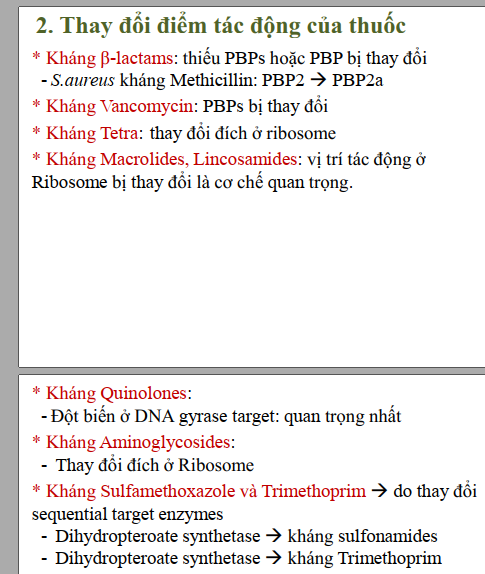 2. Thay đổi điểm tác động của thuốc
* Kháng β-lactams: thiếu PBPs hoặc PBP bị thay đổi
- S.aureus kháng Methicillin: PBP2 → PBP2a
* Kháng Vancomycin: PBPs bị thay đổi
* Kháng Tetra: thay đổi đích ở ribosome
* Kháng Macrolides, Lincosamides: vị trí tác động ở
Ribosome bị thay đổi là cơ chế quan trọng.
* Kháng Quinolones:
- Đột biến ở DNA gyrase target: quan trọng nhất
* Kháng Aminoglycosides:
- Thay đổi đích ở Ribosome
* Kháng Sulfamethoxazole và Trimethoprim → do thay đổi
sequential target enzymes
- Dihydropteroate synthetase → kháng sulfonamides
- Dihydropteroate synthetase → kháng Trimethoprim